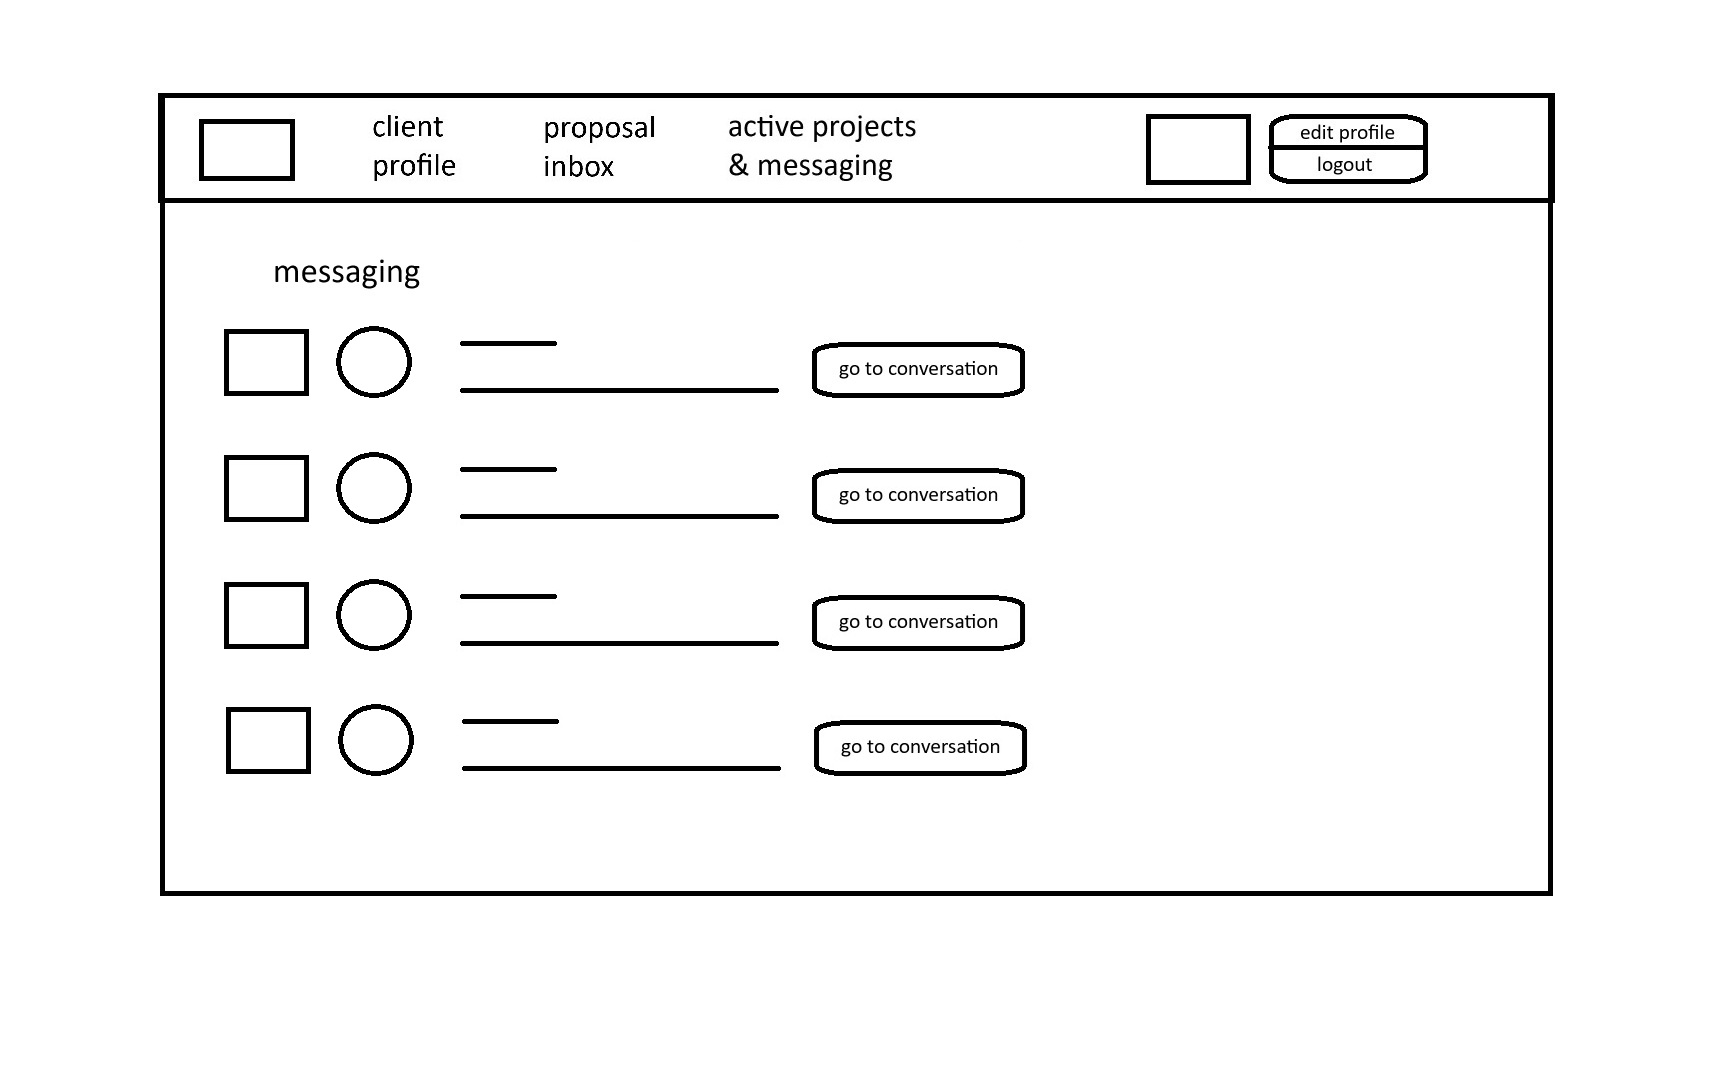 client
profile
proposal
inbox
active projects
& messaging
edit profile
logout
messaging
go to conversation
go to conversation
go to conversation
go to conversation